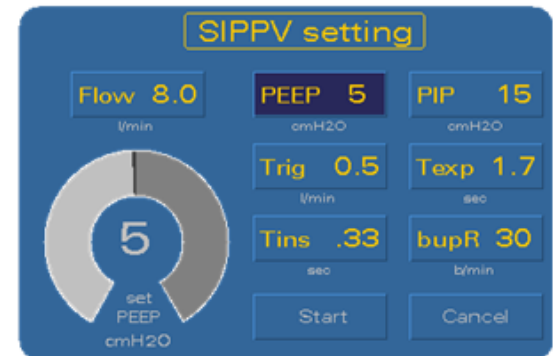 SIPPV setting
Flow 8.0
l/min
PEEP 5
cmH2O
PIP 15
cmH2O
Trig 0.5
l/min
Texp 1.7
sec
Tins .33
sec
bupR 30
b/min
5
set
PEEP
cmH2O
Start
Cancel